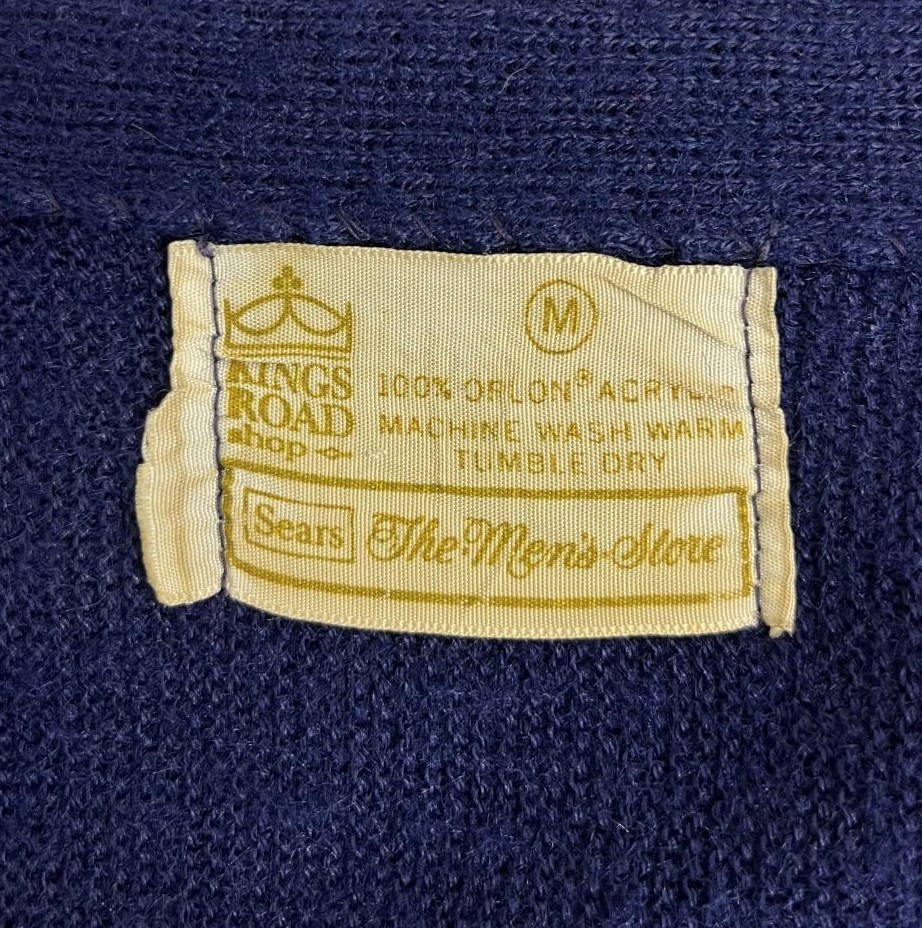 M
KINGS
ROAD
shop
100% ORLON® ACRYLIC
MACHINE WASH WARM
TUMBLE DRY
Sears The Men's Store